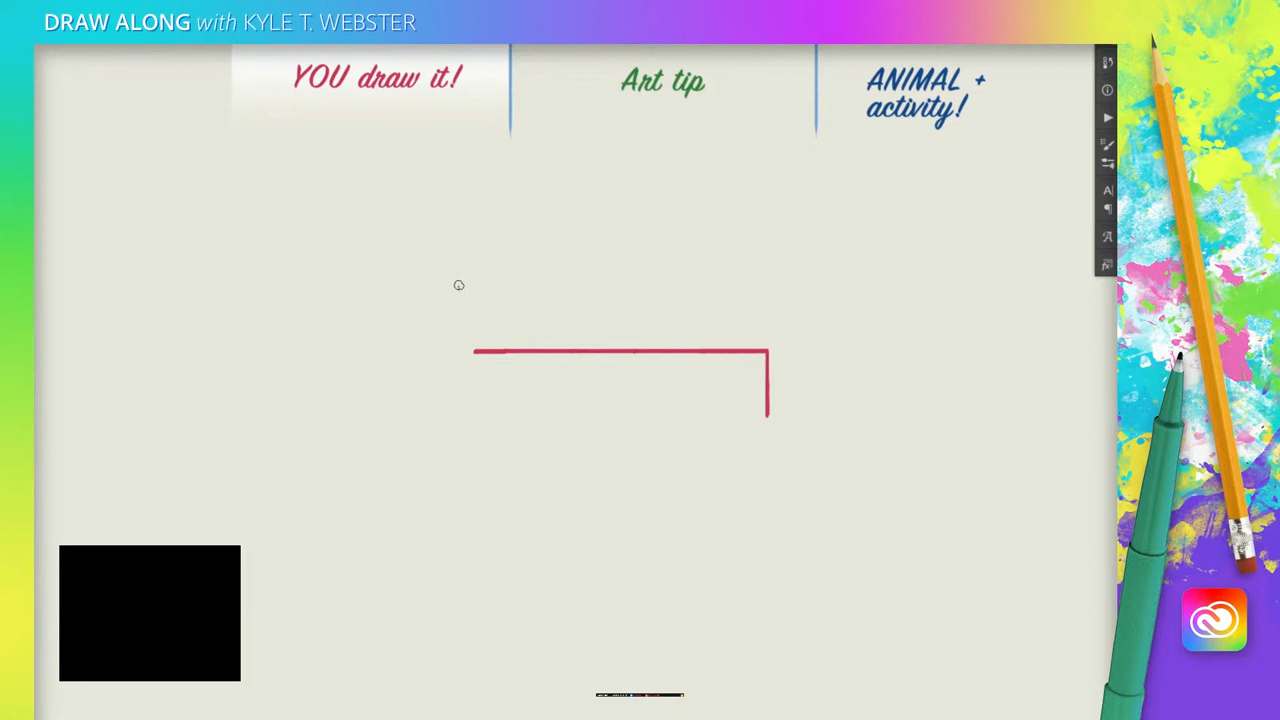 DRAW ALONG with KYLE T. WEBSTER
YOU draw it!
Art tip
ANIMAL +
activity!